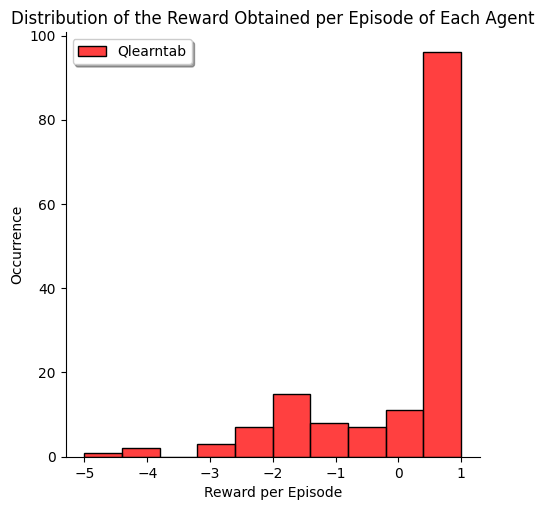 Distribution of the Reward Obtained per Episode of Each Agent
Qlearntab
100
80
60
40
20
0
Occurrence
−5 −4 −3 −2 −1 0 1
Reward per Episode